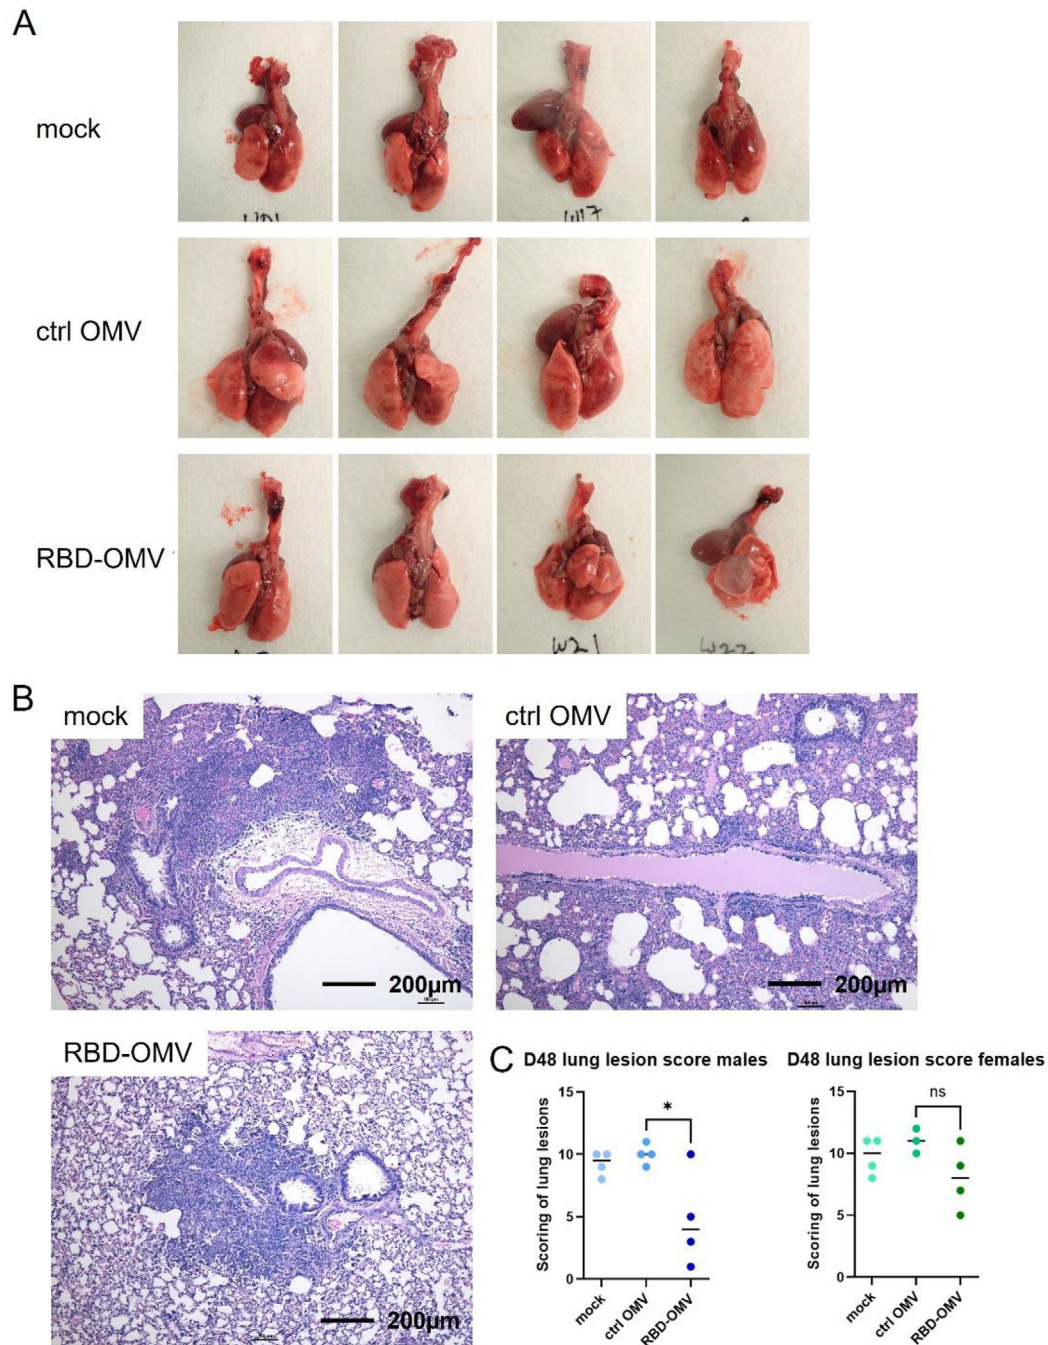 A
mock
W17
ctrl OMV
RBD-OMV
W21
W22
B
mock
ctrl OMV
200µm
200µm
RBD-OMV
200µm
C
D48 lung lesion score males
D48 lung lesion score females
15
10
5
0
Scoring of lung lesions
*
mock
ctrl OMV
RBD-OMV
15
10
5
0
Scoring of lung lesions
ns
mock
ctrl OMV
RBD-OMV